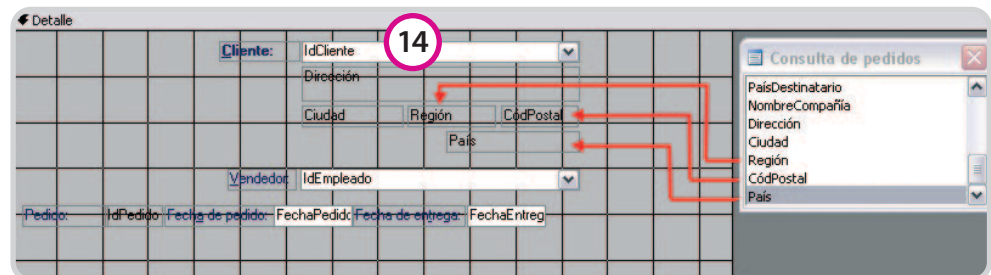 Detalle
14
Cliente: IdCliente
Dirección
Ciudad Región CódPostal
País
Vendedor IdEmpleado
Pedido: IdPedido Fecha de pedido: FechaPedidc Fecha de entrega: FechaEntreg
Consulta de pedidos
PaísDestinatario
NombreCompañía
Dirección
Ciudad
Región
CódPostal
País